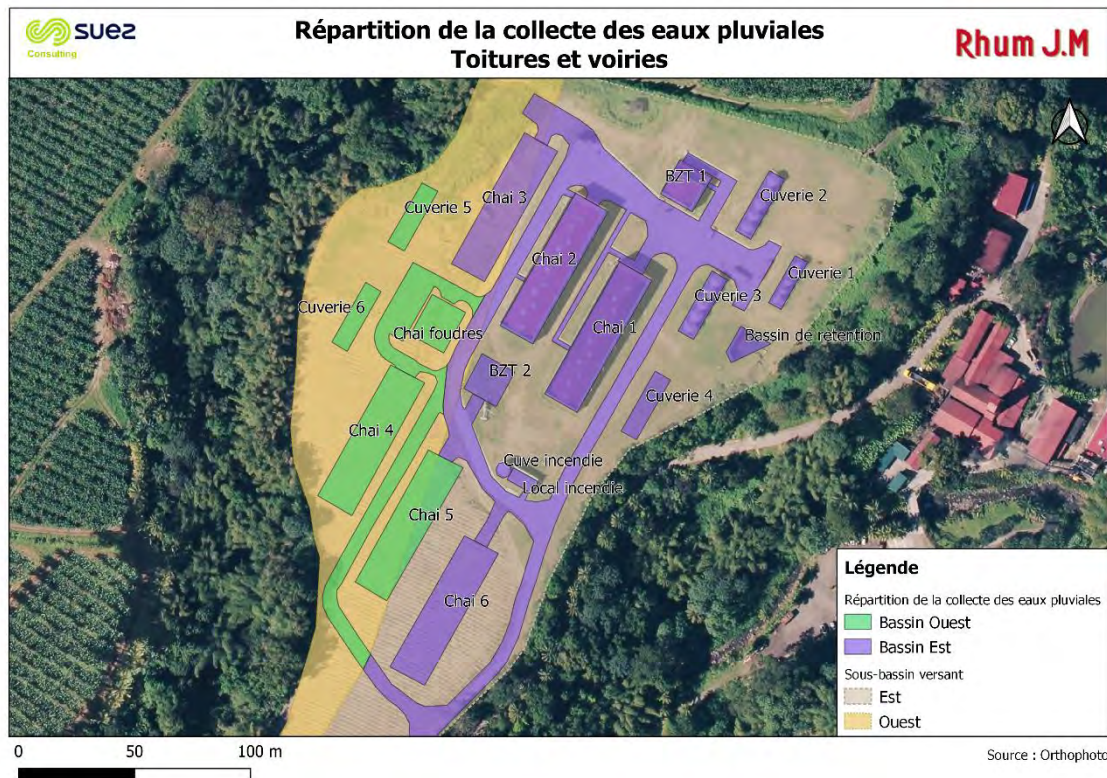 suez
Consulting
Répartition de la collecte des eaux pluviales
Toitures et voiries
Rhum J.M
BZT 1
Cuverie 2
Chai 3
Cuverie 5
Chai 2
Cuverie 1
Cuverie 3
Cuverie 6
Chai foudres
Chai 1
Bassin de rétention
BZT 2
Cuverie 4
Chai 4
Cuve incendie
Local incendie
Chai 5
Chai 6
Légende
Répartition de la collecte des eaux pluviales
Bassin Ouest
Bassin Est
Sous-bassin versant
Est
Ouest
0 50 100 m
Source : Orthophoto